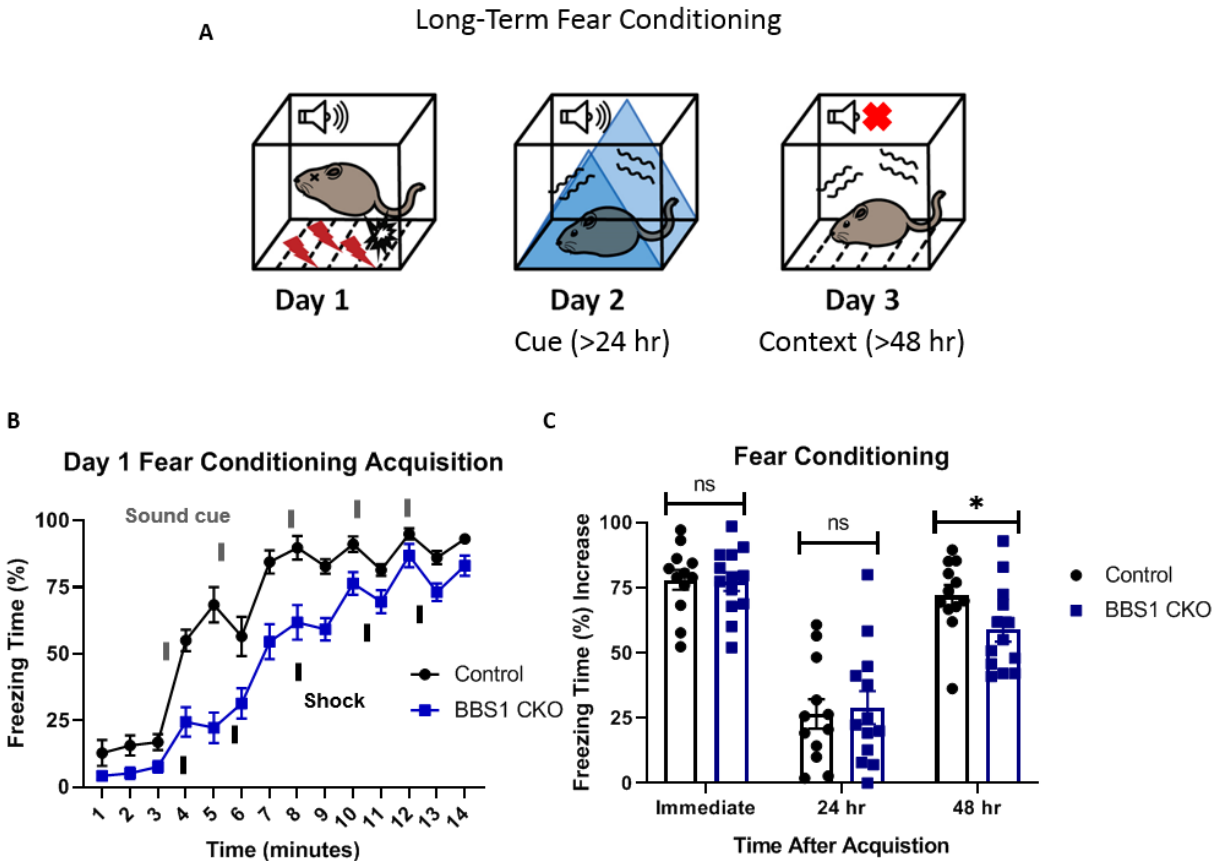 Long-Term Fear Conditioning
A
Day 1
Day 2
Day 3
Cue (>24 hr)
Context (>48 hr)
B
Day 1 Fear Conditioning Acquisition
Sound cue
100
75
50
25
0
Freezing Time (%)
Control
BBS1 CKO
Shock
1 2 3 4 5 6 7 8 9 10 11 12 13 14
Time (minutes)
C
Fear Conditioning
ns
ns
*
100
75
50
25
0
Freezing Time (%) Increase
Control
BBS1 CKO
Immediate
24 hr
48 hr
Time After Acquistion